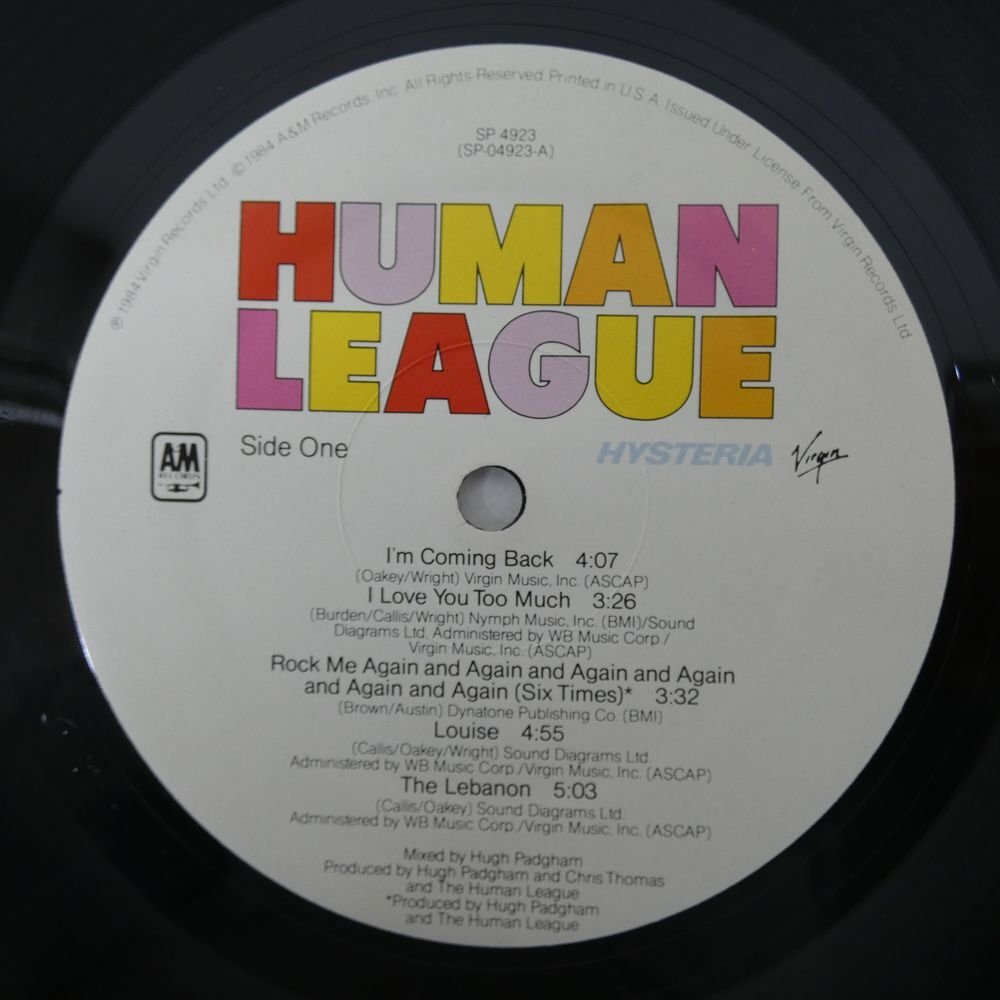 ℗ 1984 Virgin Records Ltd. © 1984 A&M Records Inc. All Rights Reserved Printed in U.S.A. Issued Under License From Virgin Records Ltd
SP 4923
(SP-04923-A)
HUMAN
LEAGUE
Side One
HYSTERIA
Virgin
A&M
RECORDS
I'm Coming Back 4:07
(Oakey/Wright) Virgin Music, Inc. (ASCAP)
I Love You Too Much 3:26
(Burden/Callis/Wright) Nymph Music, Inc. (BMI)/Sound
Diagrams Ltd. Administered by WB Music Corp./
Virgin Music, Inc. (ASCAP)
Rock Me Again and Again and Again and Again
and Again and Again (Six Times)* 3:32
(Brown/Austin) Dynatone Publishing Co. (BMI)
Louise 4:55
(Callis/Oakey/Wright) Sound Diagrams Ltd
Administered by WB Music Corp./Virgin Music, Inc. (ASCAP)
The Lebanon 5:03
(Callis/Oakey) Sound Diagrams Ltd.
Administered by WB Music Corp./Virgin Music, Inc. (ASCAP)
Mixed by Hugh Padgham
Produced by Hugh Padgham and Chris Thomas
and The Human League
*Produced by Hugh Padgham
and The Human League